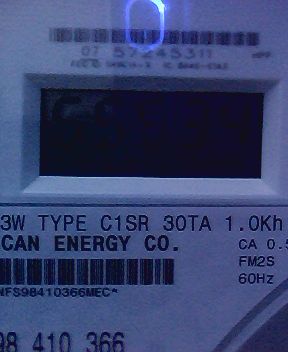 07 57245311
3W TYPE C1SR 30TA 1.0Kh
CAN ENERGY CO.
CA 0.5
FM2S
60Hz
NFS98410366MEC*
98 410 366